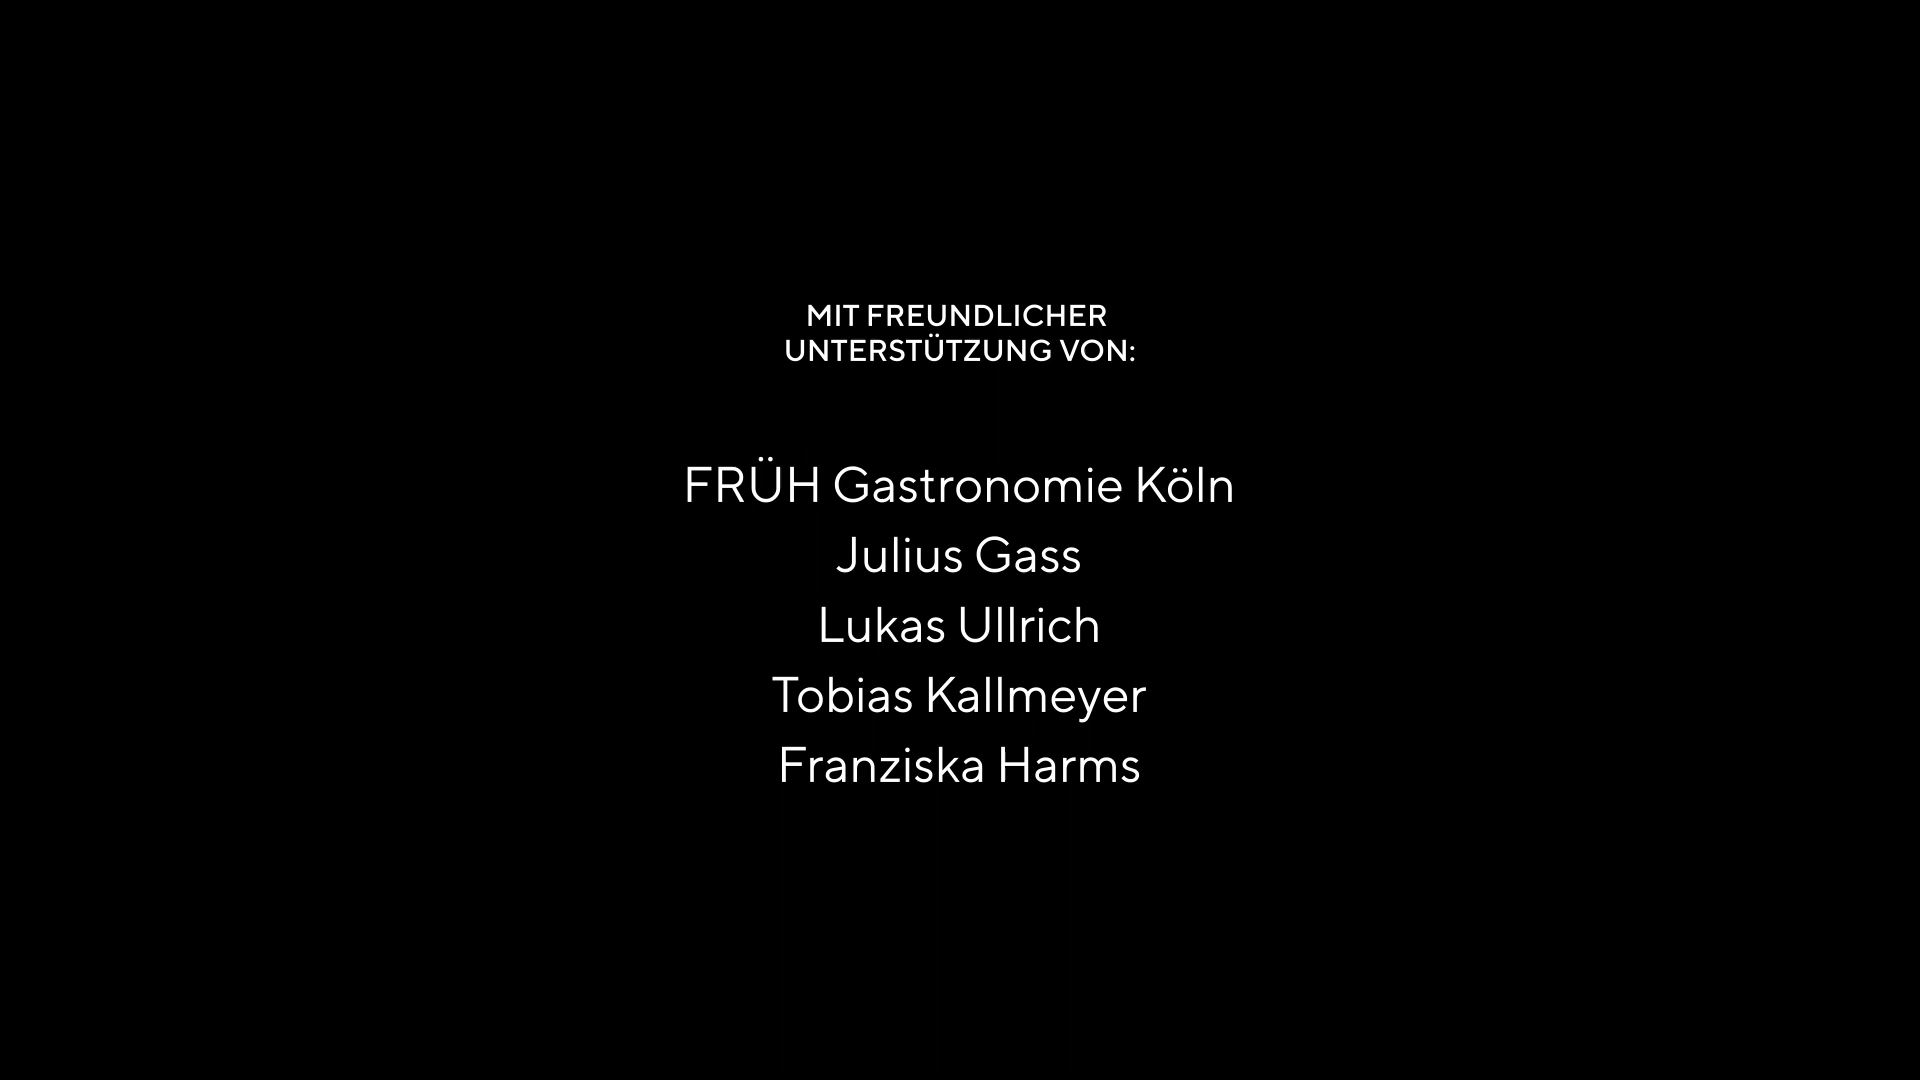 MIT FREUNDLICHER
UNTERSTÜTZUNG VON:
FRÜH Gastronomie Köln
Julius Gass
Lukas Ullrich
Tobias Kallmeyer
Franziska Harms